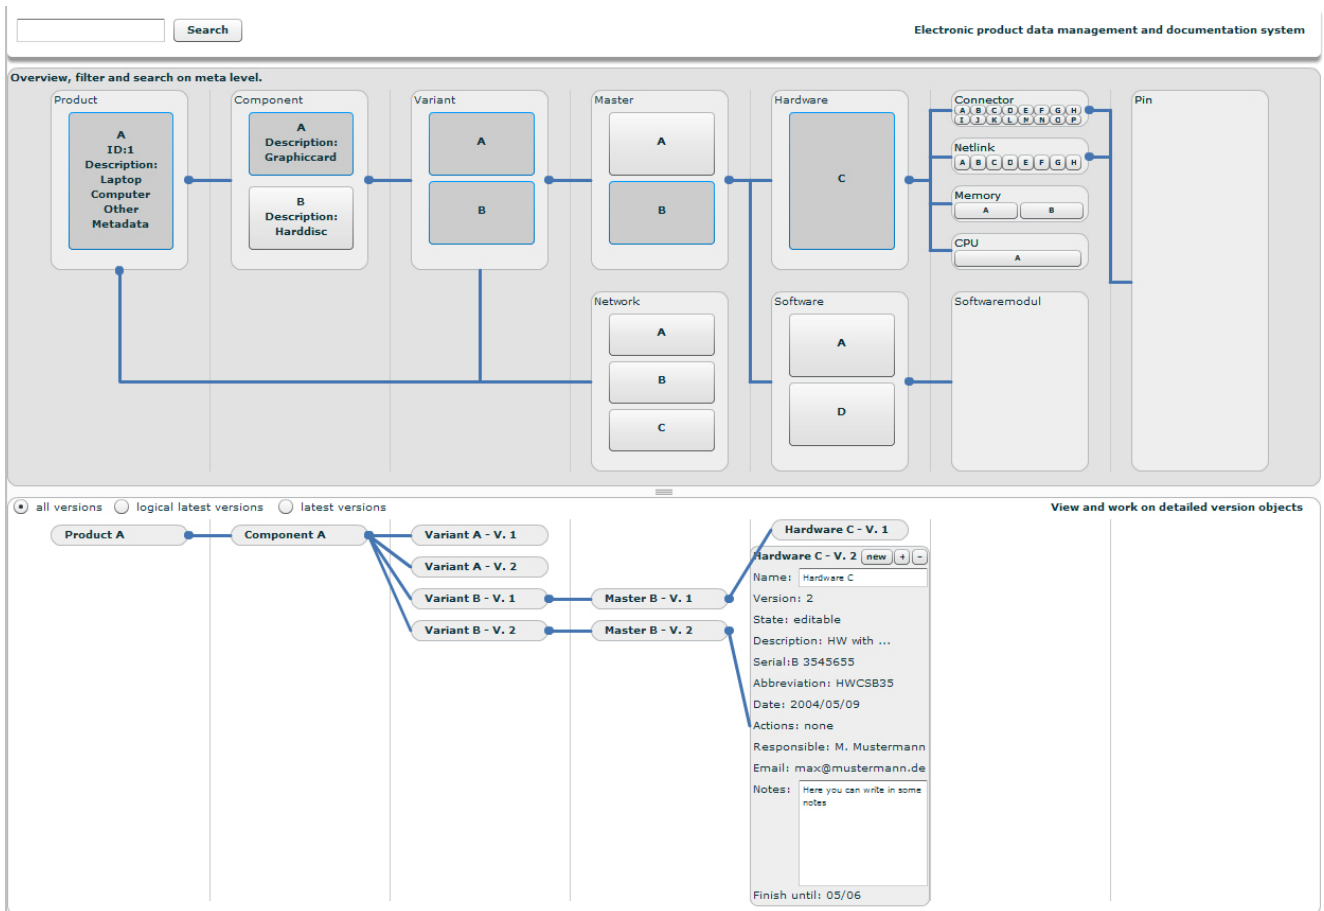 Search
Electronic product data management and documentation system
Overview, filter and search on meta level.
Product
A
ID:1
Description:
Laptop
Computer
Other
Metadata
Component
A
Description:
Graphiccard
B
Description:
Harddisc
Variant
A
B
Master
A
B
Network
A
B
C
Hardware
C
Software
A
D
Connector
A B C D E F G H
I J K L M N O P
Netlink
A B C D E F G H
Memory
A B
CPU
A
Softwaremodul
Pin
all versions logical latest versions latest versions
View and work on detailed version objects
Product A
Component A
Variant A - V. 1
Variant A - V. 2
Variant B - V. 1
Variant B - V. 2
Master B - V. 1
Master B - V. 2
Hardware C - V. 1
Hardware C - V. 2 new + -
Name: Hardware C
Version: 2
State: editable
Description: HW with ...
Serial:B 3545655
Abbreviation: HWCSB35
Date: 2004/05/09
Actions: none
Responsible: M. Mustermann
Email: max@mustermann.de
Notes: Here you can write in some
notes
Finish until: 05/06